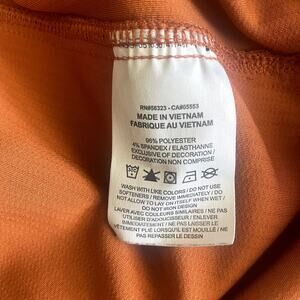 RN#56323 - CA#05553
MADE IN VIETNAM
FABRIQUE AU VIETNAM
96% POLYESTER
4% SPANDEX / ELASTHANNE
EXCLUSIVE OF DECORATION /
DECORATION NON COMPRISE
WASH WITH LIKE COLORS / DO NOT USE
SOFTENERS / REMOVE IMMEDIATELY / DO
NOT ALLOW TO LAY ON ITSELF WHEN WET /
DO NOT IRON DESIGN
LAVER AVEC COULEURS SIMILAIRES / NE PAS
UTILISER D'ADOUCISSEUR / ENLEVER
IMMÉDIATEMENT / NE PAS LAISSER LE
VÊTEMENT PLIÉ LORSQU'IL EST MOUILLÉ / NE
PAS REPASSER LE DESSIN